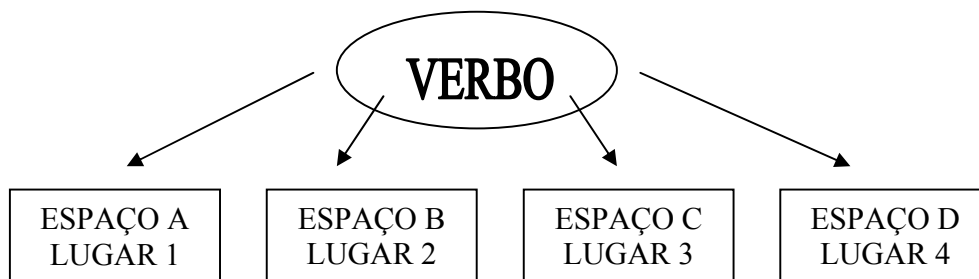 VERBO
ESPAÇO A
LUGAR 1
ESPAÇO B
LUGAR 2
ESPAÇO C
LUGAR 3
ESPAÇO D
LUGAR 4